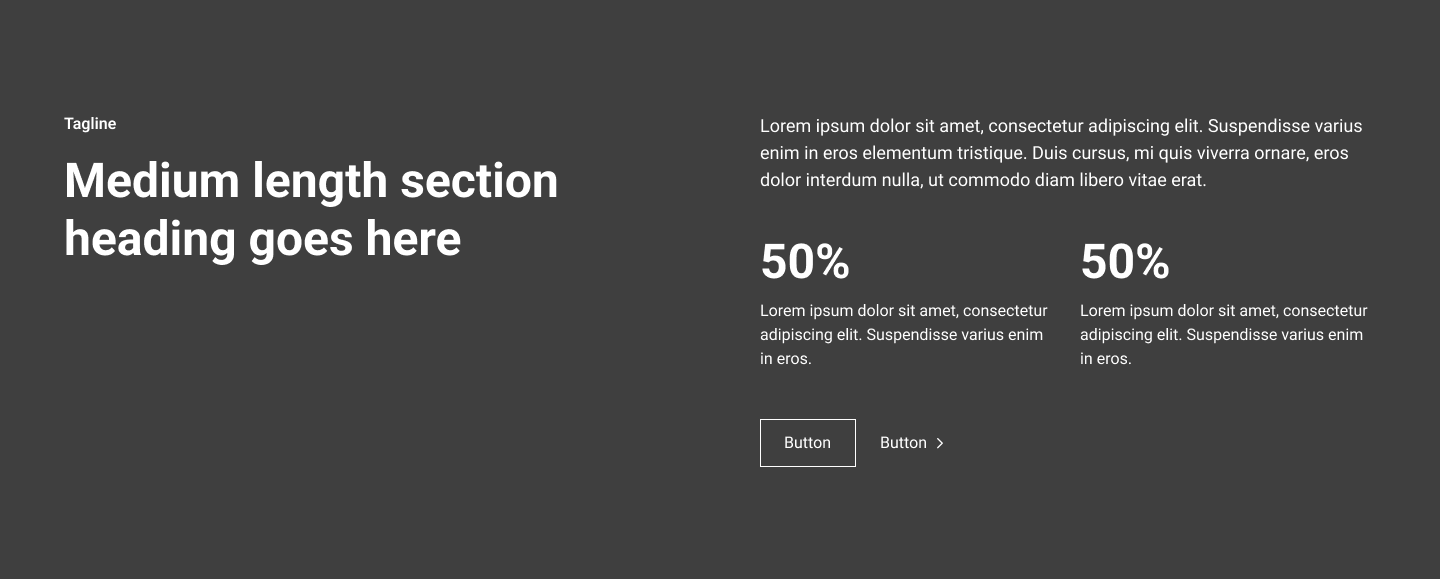 Tagline
Medium length section
heading goes here
Lorem ipsum dolor sit amet, consectetur adipiscing elit. Suspendisse varius
enim in eros elementum tristique. Duis cursus, mi quis viverra ornare, eros
dolor interdum nulla, ut commodo diam libero vitae erat.
50%
Lorem ipsum dolor sit amet, consectetur
adipiscing elit. Suspendisse varius enim
in eros.
50%
Lorem ipsum dolor sit amet, consectetur
adipiscing elit. Suspendisse varius enim
in eros.
Button
Button